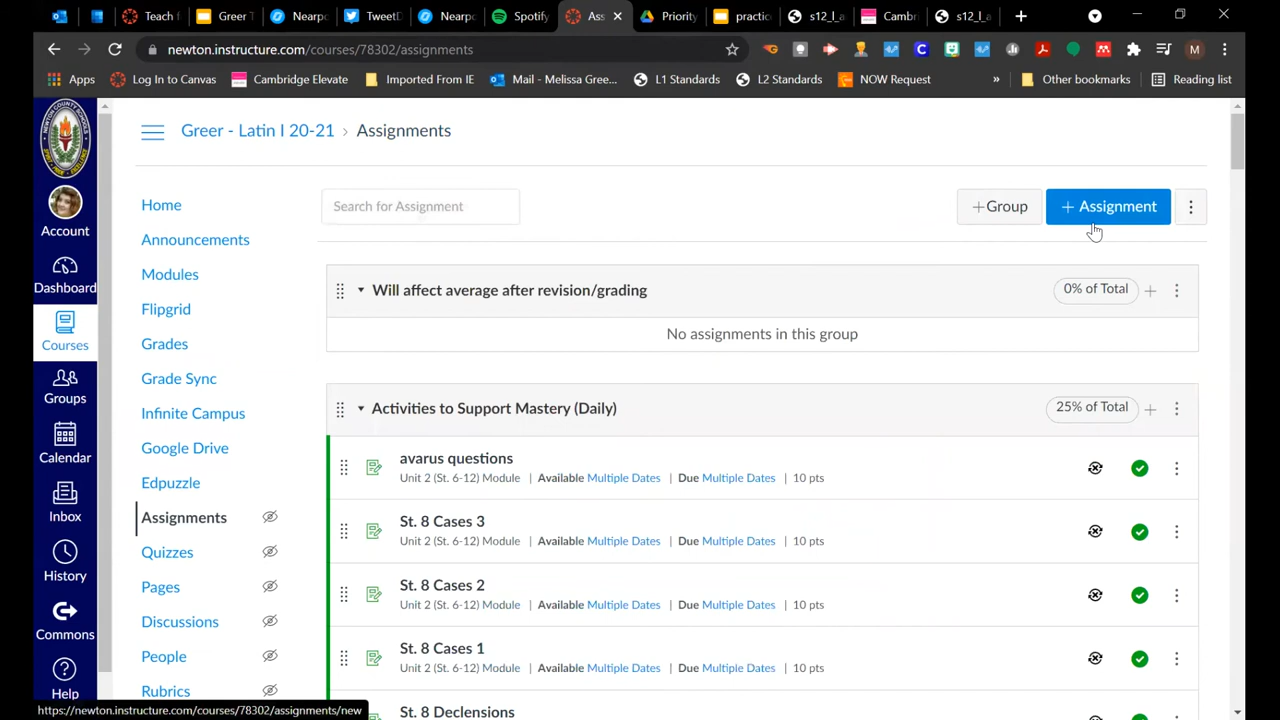 Teach f
Greer T
Nearpo
TweetD
Nearpo
Spotify
Ass
Priority
practic
s12_l_a
Camb
s12_l_a
newton.instructure.com/courses/78302/assignments
M
Apps
Log In to Canvas
Cambridge Elevate
Imported From IE
Mail - Melissa Gree...
L1 Standards
L2 Standards
NOW Request
»
Other bookmarks
Reading list
Greer - Latin I 20-21 › Assignments
Search for Assignment
+Group
+ Assignment
Account
Dashboard
Courses
Groups
Calendar
Inbox
History
Commons
Help
Home
Announcements
Modules
Flipgrid
Grades
Grade Sync
Infinite Campus
Google Drive
Edpuzzle
Assignments
Quizzes
Pages
Discussions
People
Rubrics
Will affect average after revision/grading
0% of Total
No assignments in this group
Activities to Support Mastery (Daily)
25% of Total
avarus questions
Unit 2 (St. 6-12) Module | Available Multiple Dates | Due Multiple Dates | 10 pts
St. 8 Cases 3
Unit 2 (St. 6-12) Module | Available Multiple Dates | Due Multiple Dates | 10 pts
St. 8 Cases 2
Unit 2 (St. 6-12) Module | Available Multiple Dates | Due Multiple Dates | 10 pts
St. 8 Cases 1
Unit 2 (St. 6-12) Module | Available Multiple Dates | Due Multiple Dates | 10 pts
St. 8 Declensions
https://newton.instructure.com/courses/78302/assignments/new